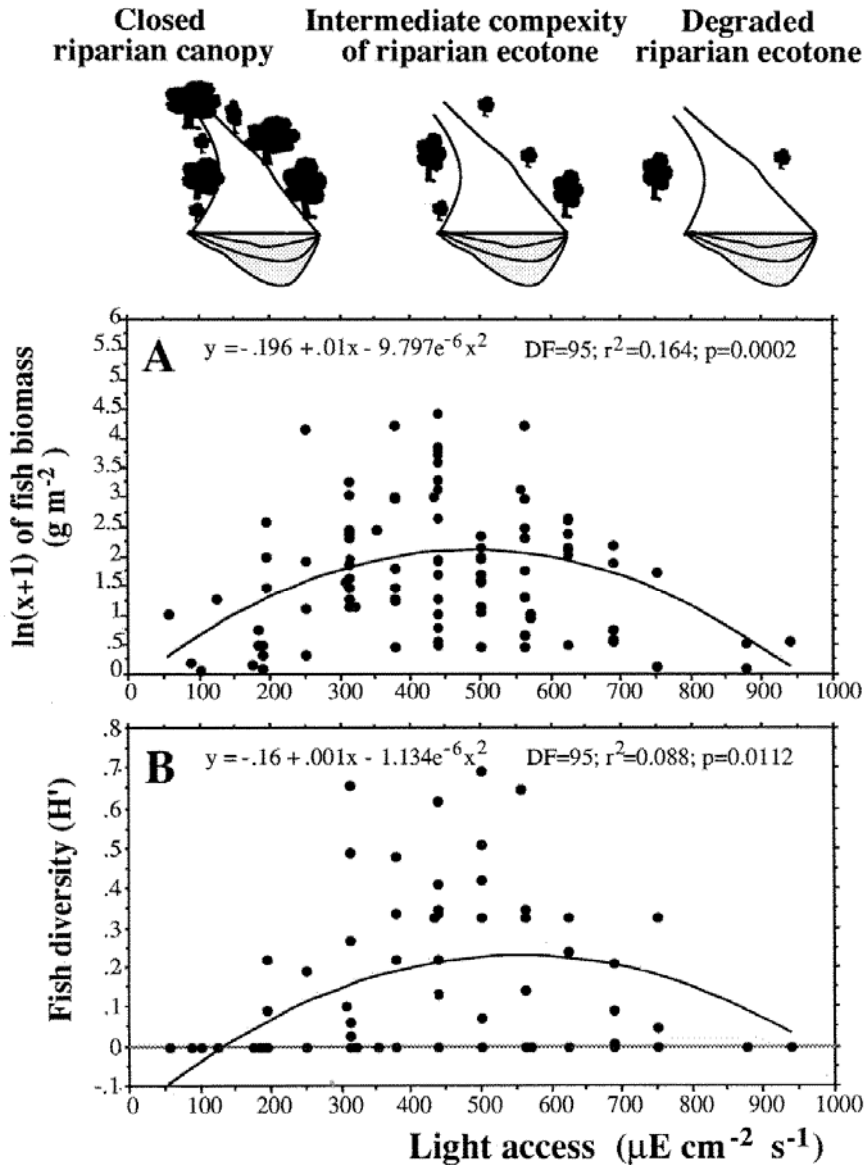 Closed
riparian canopy
Intermediate compexity
of riparian ecotone
Degraded
riparian ecotone
A
y = - .196 + .01x - 9.797e⁻⁶x²
DF=95; r²=0.164; p=0.0002
ln(x+1) of fish biomass
(g m⁻²)
6
5.5
5
4.5
4
3.5
3
2.5
2
1.5
1
.5
0
0 100 200 300 400 500 600 700 800 900 1000
B
y = -.16 + .001x - 1.134e⁻⁶x²
DF=95; r²=0.088; p=0.0112
Fish diversity (H')
.8
.7
.6
.5
.4
.3
.2
.1
0
-.1
0 100 200 300 400 500 600 700 800 900 1000
Light access (µE cm⁻² s⁻¹)